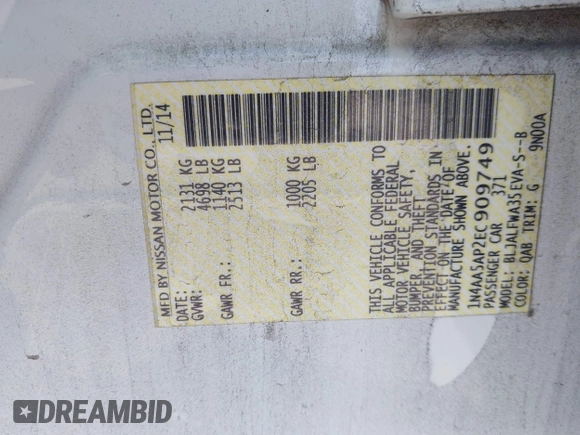 MFD BY NISSAN MOTOR CO., LTD.
DATE: 11/14
GVWR: 2131 KG
4698 LB
GAWR FR.: 1140 KG
2513 LB
GAWR RR.: 1000 KG
2205 LB
THIS VEHICLE CONFORMS TO
ALL APPLICABLE FEDERAL
MOTOR VEHICLE SAFETY,
BUMPER, AND THEFT
PREVENTION STANDARDS IN
EFFECT ON THE DATE OF
MANUFACTURE SHOWN ABOVE.
1N4AA5AP2EC909749
PASSENGER CAR 371
MODEL: BLJALFWA35EVA-S--B
COLOR: QAB TRIM: G 9N00A
DREAMBID